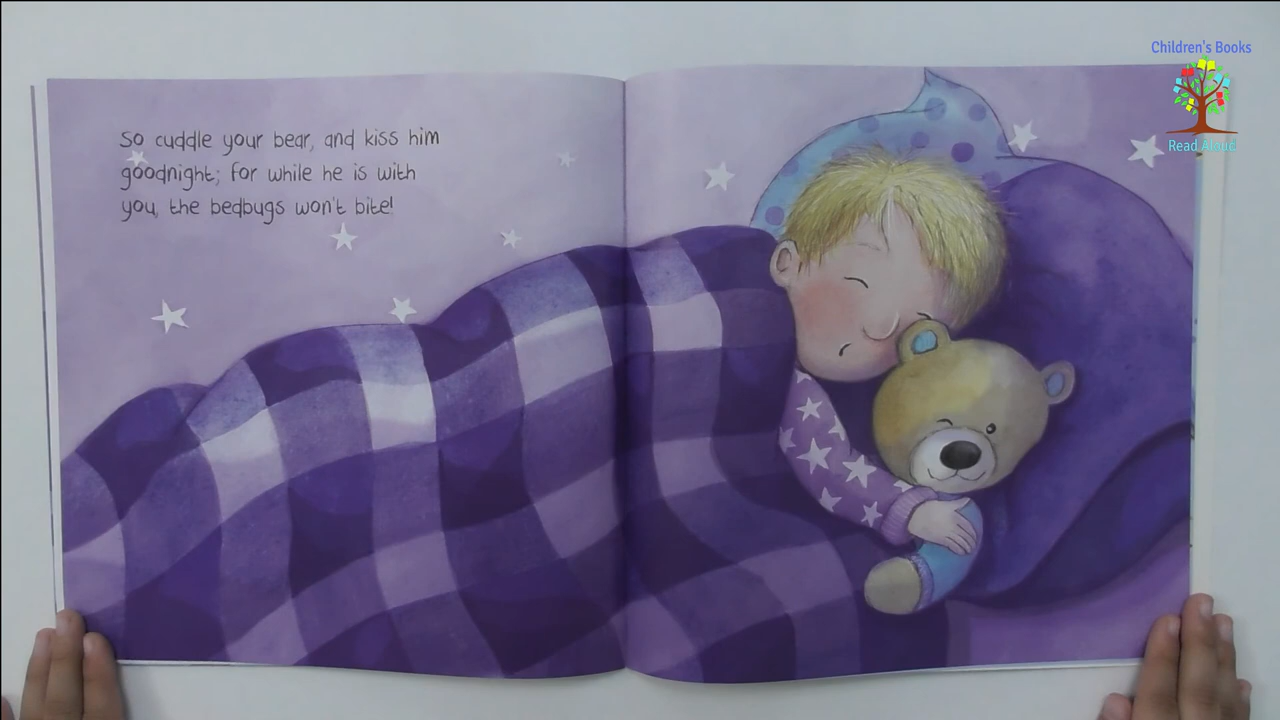 So cuddle your bear, and kiss him
goodnight; for while he is with
you, the bedbugs won't bite!
Children's Books
Read Aloud